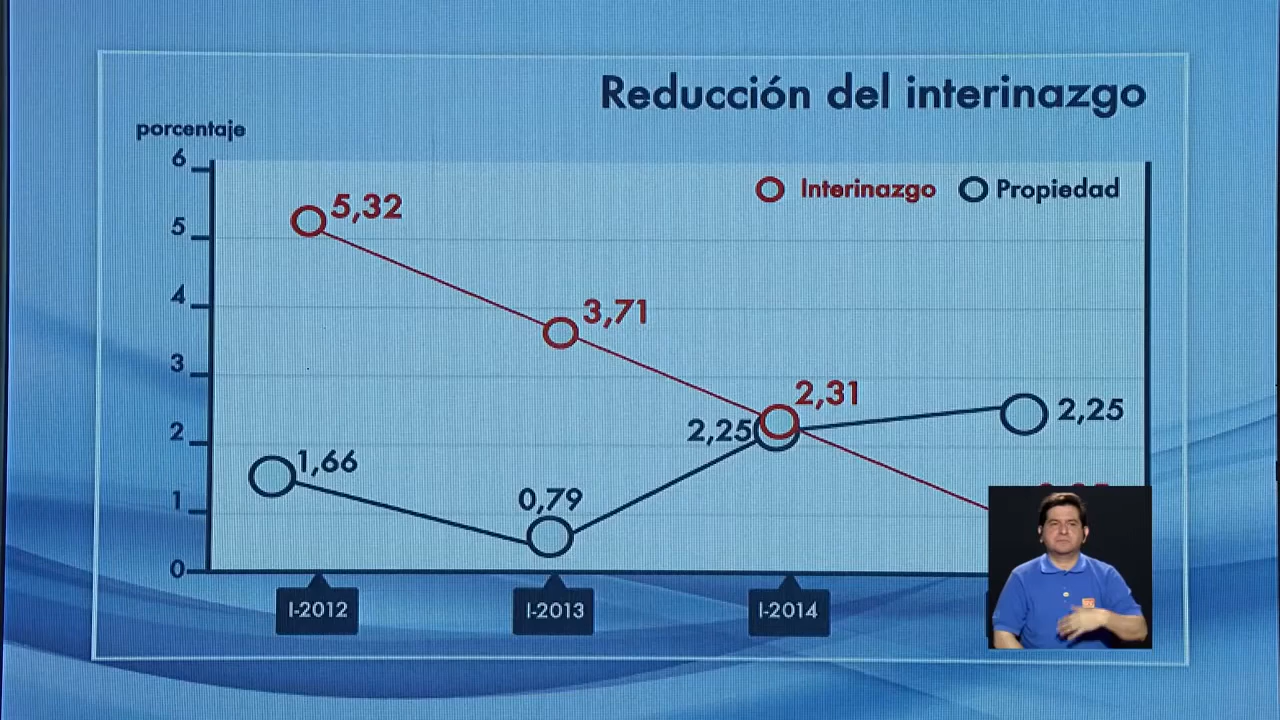 Reducción del interinazgo
porcentaje
6
5
4
3
2
1
0
Interinazgo
Propiedad
5,32
3,71
2,31
2,25
2,25
1,66
0,79
I-2012
I-2013
I-2014